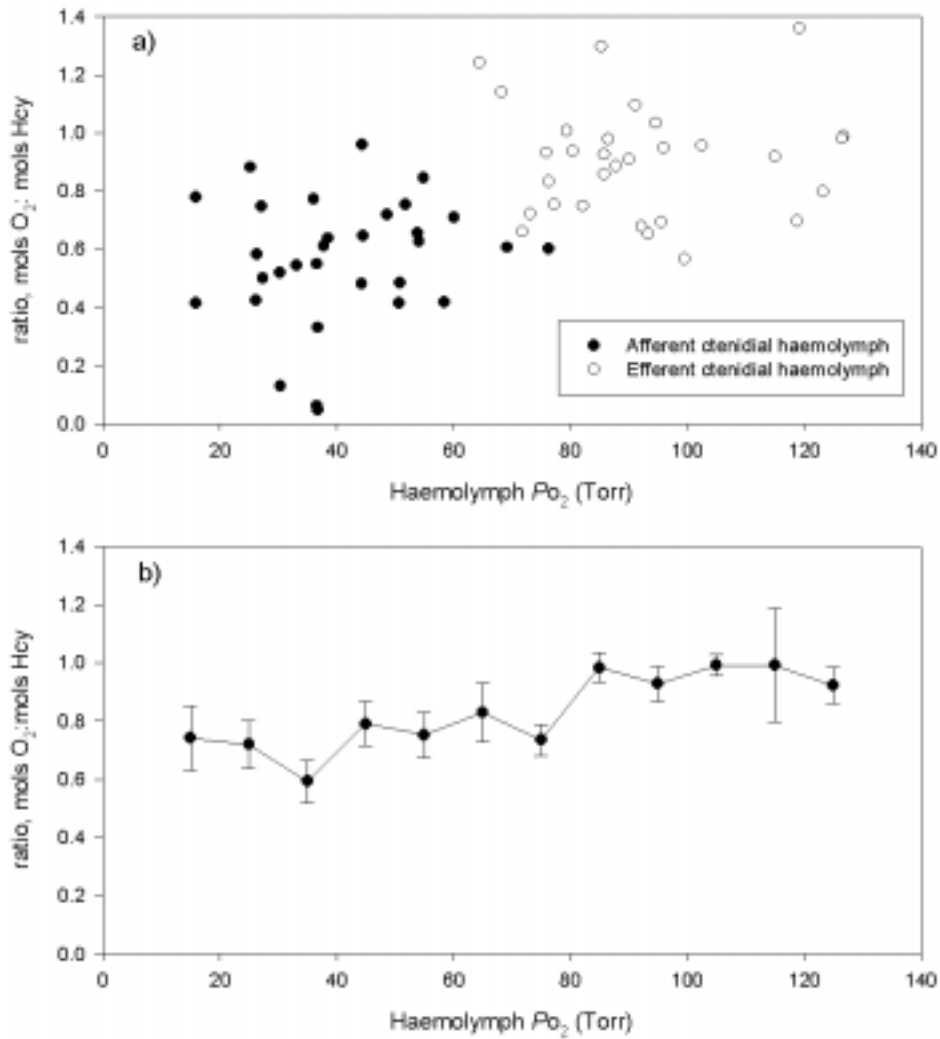 a)
ratio, mols O₂: mols Hcy
1.4
1.2
1.0
0.8
0.6
0.4
0.2
0.0
Afferent ctenidial haemolymph
Efferent ctenidial haemolymph
0 20 40 60 80 100 120 140
Haemolymph Po₂ (Torr)
b)
ratio, mols O₂:mols Hcy
1.4
1.2
1.0
0.8
0.6
0.4
0.2
0.0
0 20 40 60 80 100 120 140
Haemolymph Po₂ (Torr)